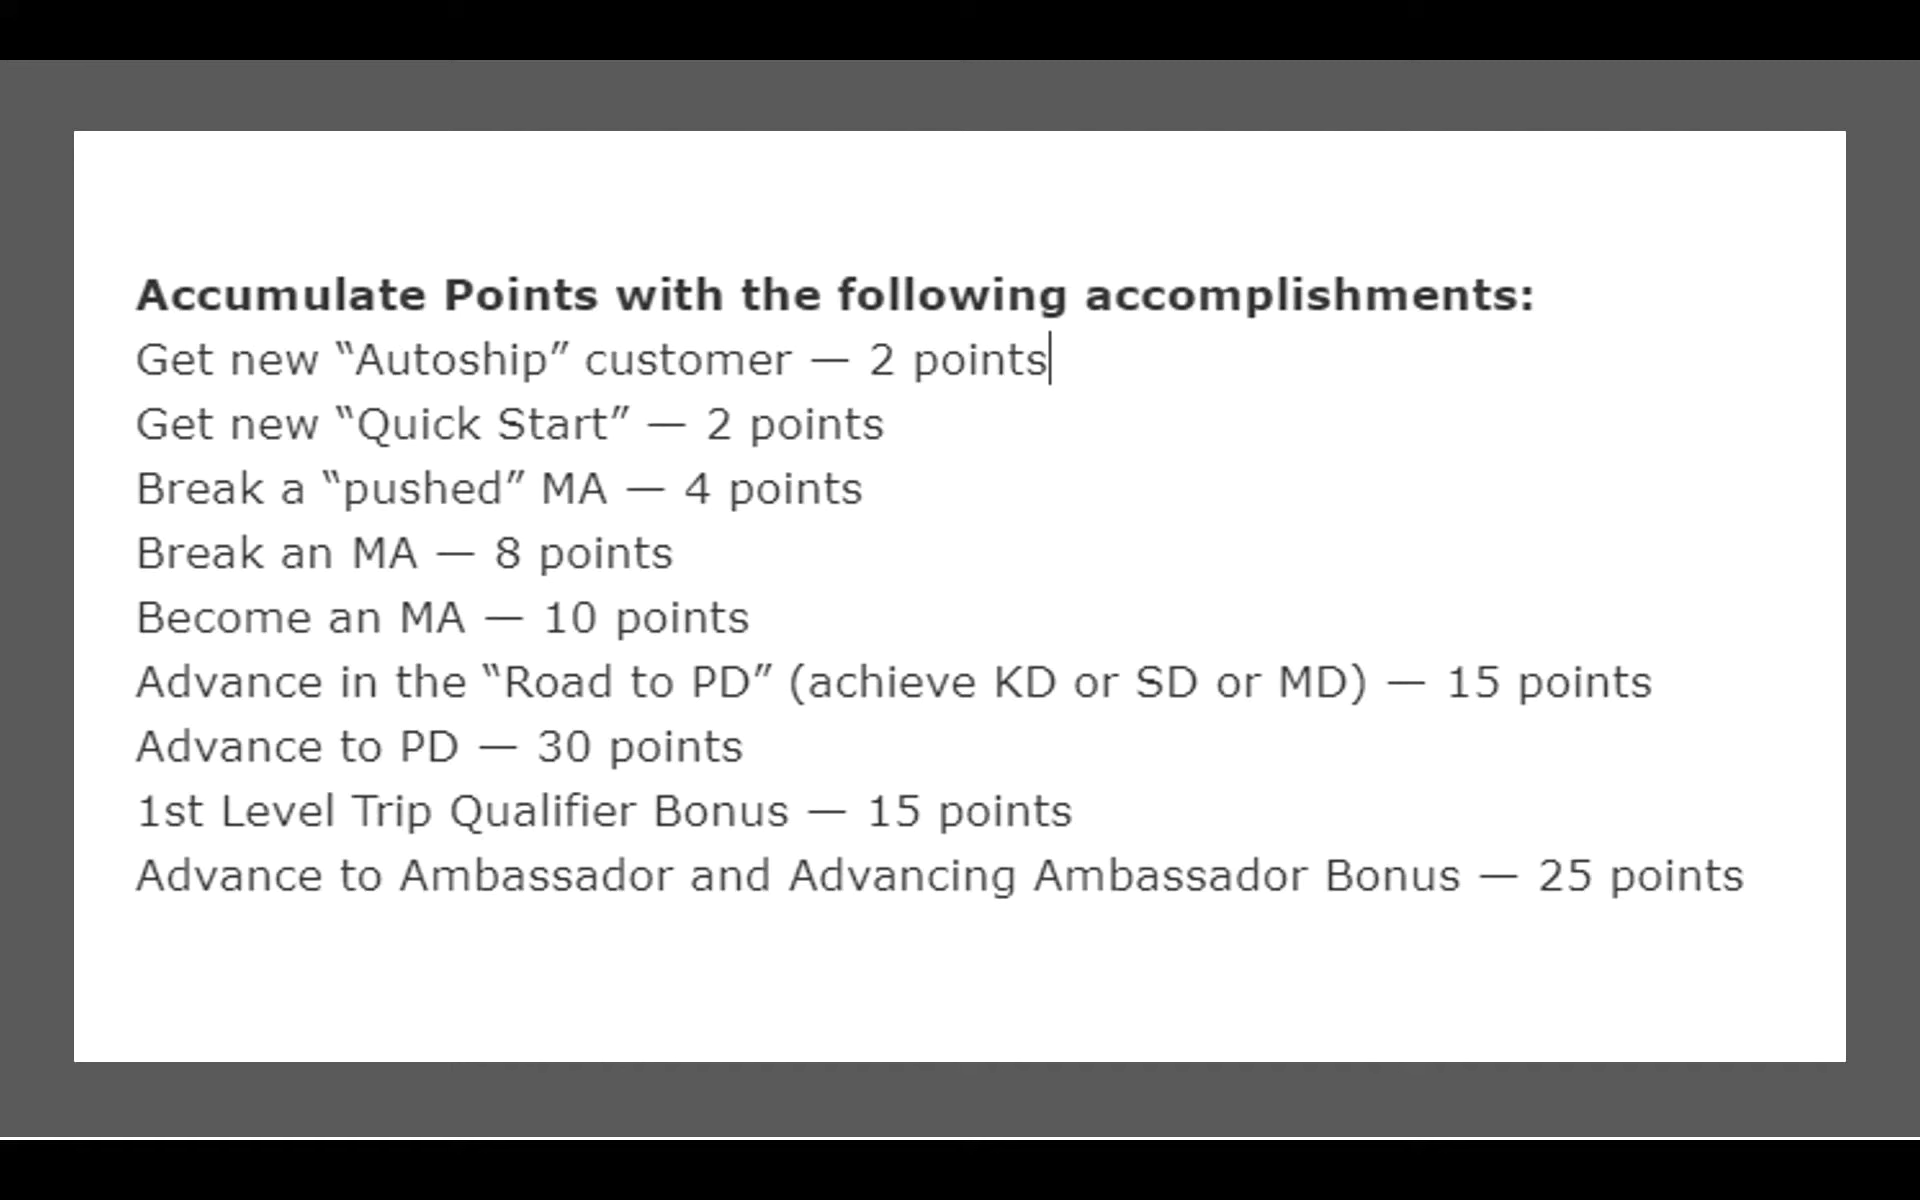 Accumulate Points with the following accomplishments:
Get new “Autoship” customer — 2 points
Get new “Quick Start” — 2 points
Break a “pushed” MA — 4 points
Break an MA — 8 points
Become an MA — 10 points
Advance in the “Road to PD” (achieve KD or SD or MD) — 15 points
Advance to PD — 30 points
1st Level Trip Qualifier Bonus — 15 points
Advance to Ambassador and Advancing Ambassador Bonus — 25 points